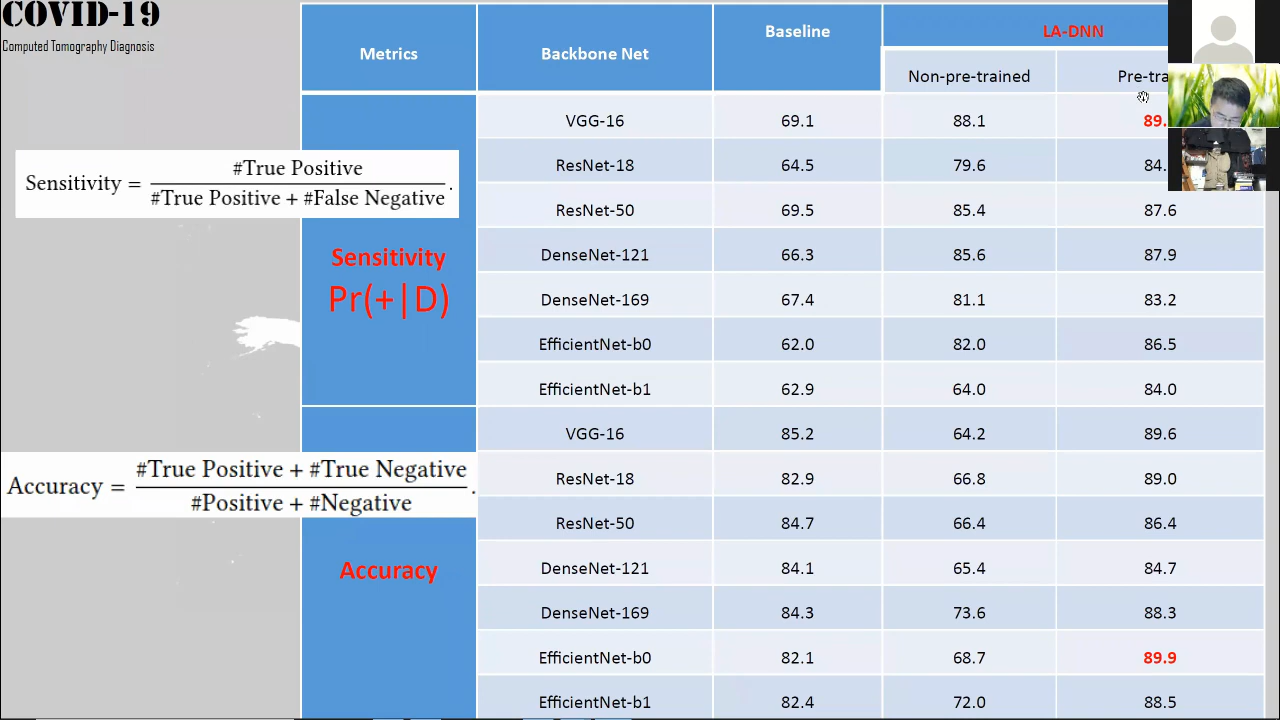 COVID-19
Computed Tomography Diagnosis
Sensitivity = #True Positive / #True Positive + #False Negative .
Accuracy = #True Positive + #True Negative / #Positive + #Negative .
Metrics Backbone Net Baseline LA-DNN
Non-pre-trained
Sensitivity
Pr(+|D)
VGG-16 69.1 88.1
ResNet-18 64.5 79.6
ResNet-50 69.5 85.4 87.6
DenseNet-121 66.3 85.6 87.9
DenseNet-169 67.4 81.1 83.2
EfficientNet-b0 62.0 82.0 86.5
EfficientNet-b1 62.9 64.0 84.0
Accuracy
VGG-16 85.2 64.2 89.6
ResNet-18 82.9 66.8 89.0
ResNet-50 84.7 66.4 86.4
DenseNet-121 84.1 65.4 84.7
DenseNet-169 84.3 73.6 88.3
EfficientNet-b0 82.1 68.7 89.9
EfficientNet-b1 82.4 72.0 88.5